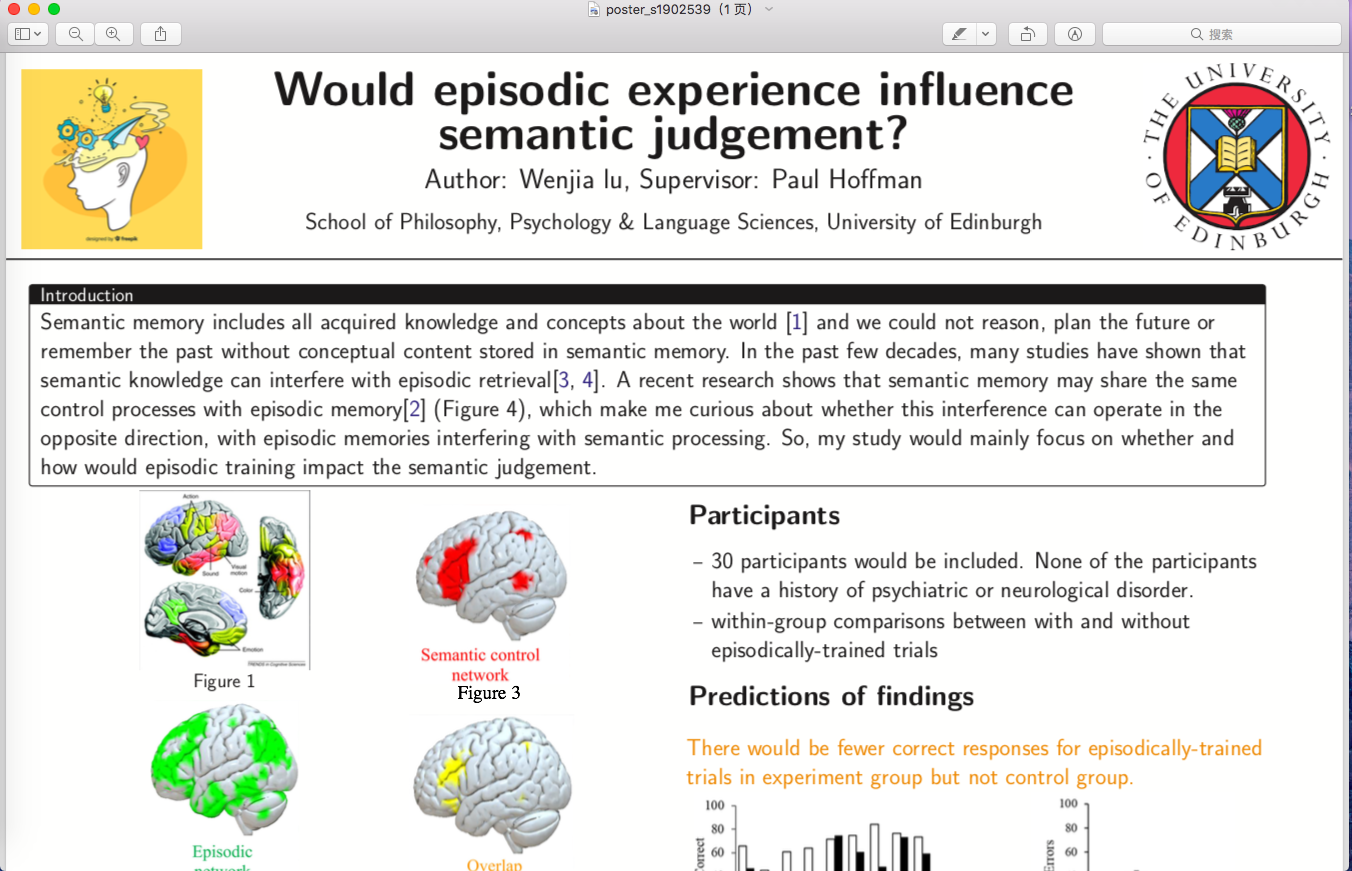 poster_s1902539（1 页）
搜索
Would episodic experience influence
semantic judgement?
Author: Wenjia lu, Supervisor: Paul Hoffman
School of Philosophy, Psychology & Language Sciences, University of Edinburgh
designed by freepik
· THE UNIVERSITY · OF EDINBURGH
Introduction
Semantic memory includes all acquired knowledge and concepts about the world [1] and we could not reason, plan the future or
remember the past without conceptual content stored in semantic memory. In the past few decades, many studies have shown that
semantic knowledge can interfere with episodic retrieval[3, 4]. A recent research shows that semantic memory may share the same
control processes with episodic memory[2] (Figure 4), which make me curious about whether this interference can operate in the
opposite direction, with episodic memories interfering with semantic processing. So, my study would mainly focus on whether and
how would episodic training impact the semantic judgement.
Action
Sound
Visual
motion
Color
Emotion
TRENDS in Cognitive Sciences
Figure 1
Semantic control
network
Figure 3
Episodic
network
Overlap
Participants
– 30 participants would be included. None of the participants
have a history of psychiatric or neurological disorder.
– within-group comparisons between with and without
episodically-trained trials
Predictions of findings
There would be fewer correct responses for episodically-trained
trials in experiment group but not control group.
100
80
60
100
80
60
Errors